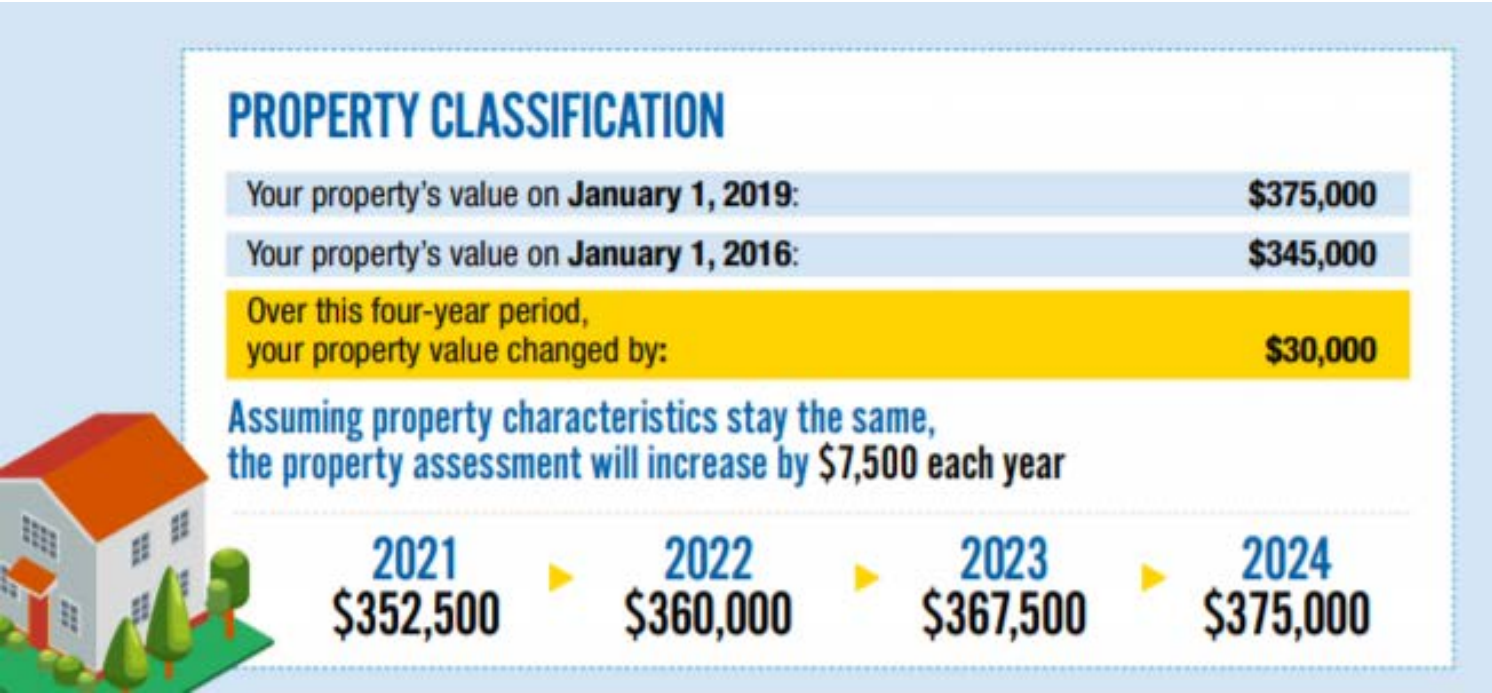 PROPERTY CLASSIFICATION
Your property's value on January 1, 2019: $375,000
Your property's value on January 1, 2016: $345,000
Over this four-year period,
your property value changed by: $30,000
Assuming property characteristics stay the same,
the property assessment will increase by $7,500 each year
2021 2022 2023 2024
$352,500 $360,000 $367,500 $375,000